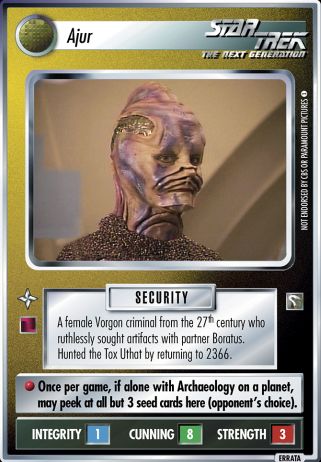 Ajur
STAR TREK
THE NEXT GENERATION
NOT ENDORSED BY CBS OR PARAMOUNT PICTURES
SECURITY
A female Vorgon criminal from the 27th century who
ruthlessly sought artifacts with partner Boratus.
Hunted the Tox Uthat by returning to 2366.
Once per game, if alone with Archaeology on a planet,
may peek at all but 3 seed cards here (opponent's choice).
INTEGRITY 1 CUNNING 8 STRENGTH 3
ERRATA